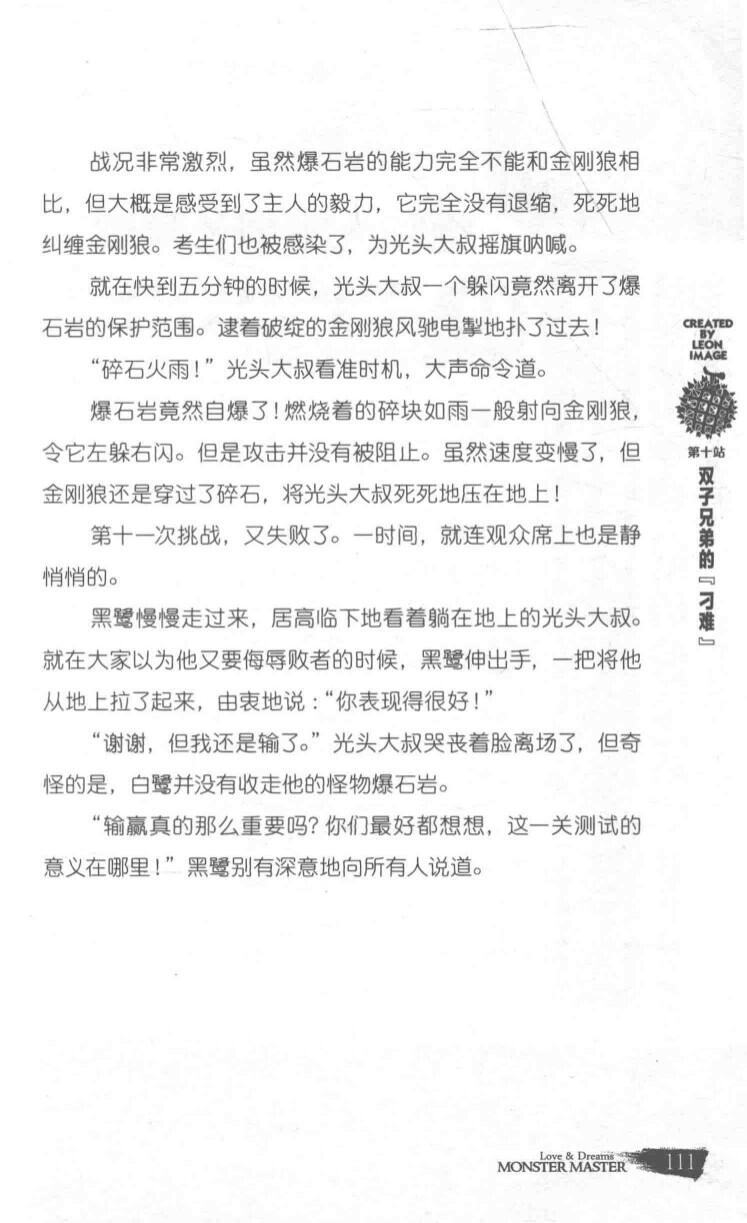 战况非常激烈，虽然爆石岩的能力完全不能和金刚狼相
比，但大概是感受到了主人的毅力，它完全没有退缩，死死地
纠缠金刚狼。考生们也被感染了，为光头大叔摇旗呐喊。
就在快到五分钟的时候，光头大叔一个躲闪竟然离开了爆
石岩的保护范围。逮着破绽的金刚狼风驰电掣地扑了过去！
“碎石火雨！”光头大叔看准时机，大声命令道。
爆石岩竟然自爆了！燃烧着的碎块如雨一般射向金刚狼，
令它左躲右闪。但是攻击并没有被阻止。虽然速度变慢了，但
金刚狼还是穿过了碎石，将光头大叔死死地压在地上！
第十一次挑战，又失败了。一时间，就连观众席上也是静
悄悄的。
黑鹭慢慢走过来，居高临下地看着躺在地上的光头大叔。
就在大家以为他又要侮辱败者的时候，黑鹭伸出手，一把将他
从地上拉了起来，由衷地说：“你表现得很好！”
“谢谢，但我还是输了。”光头大叔哭丧着脸离场了，但奇
怪的是，白鹭并没有收走他的怪物爆石岩。
“输赢真的那么重要吗？你们最好都想想，这一关测试的
意义在哪里！”黑鹭别有深意地向所有人说道。
CREATED
BY
LEON
IMAGE
第十站
双子兄弟的『刁难』
Love & Dreams
MONSTER MASTER
111